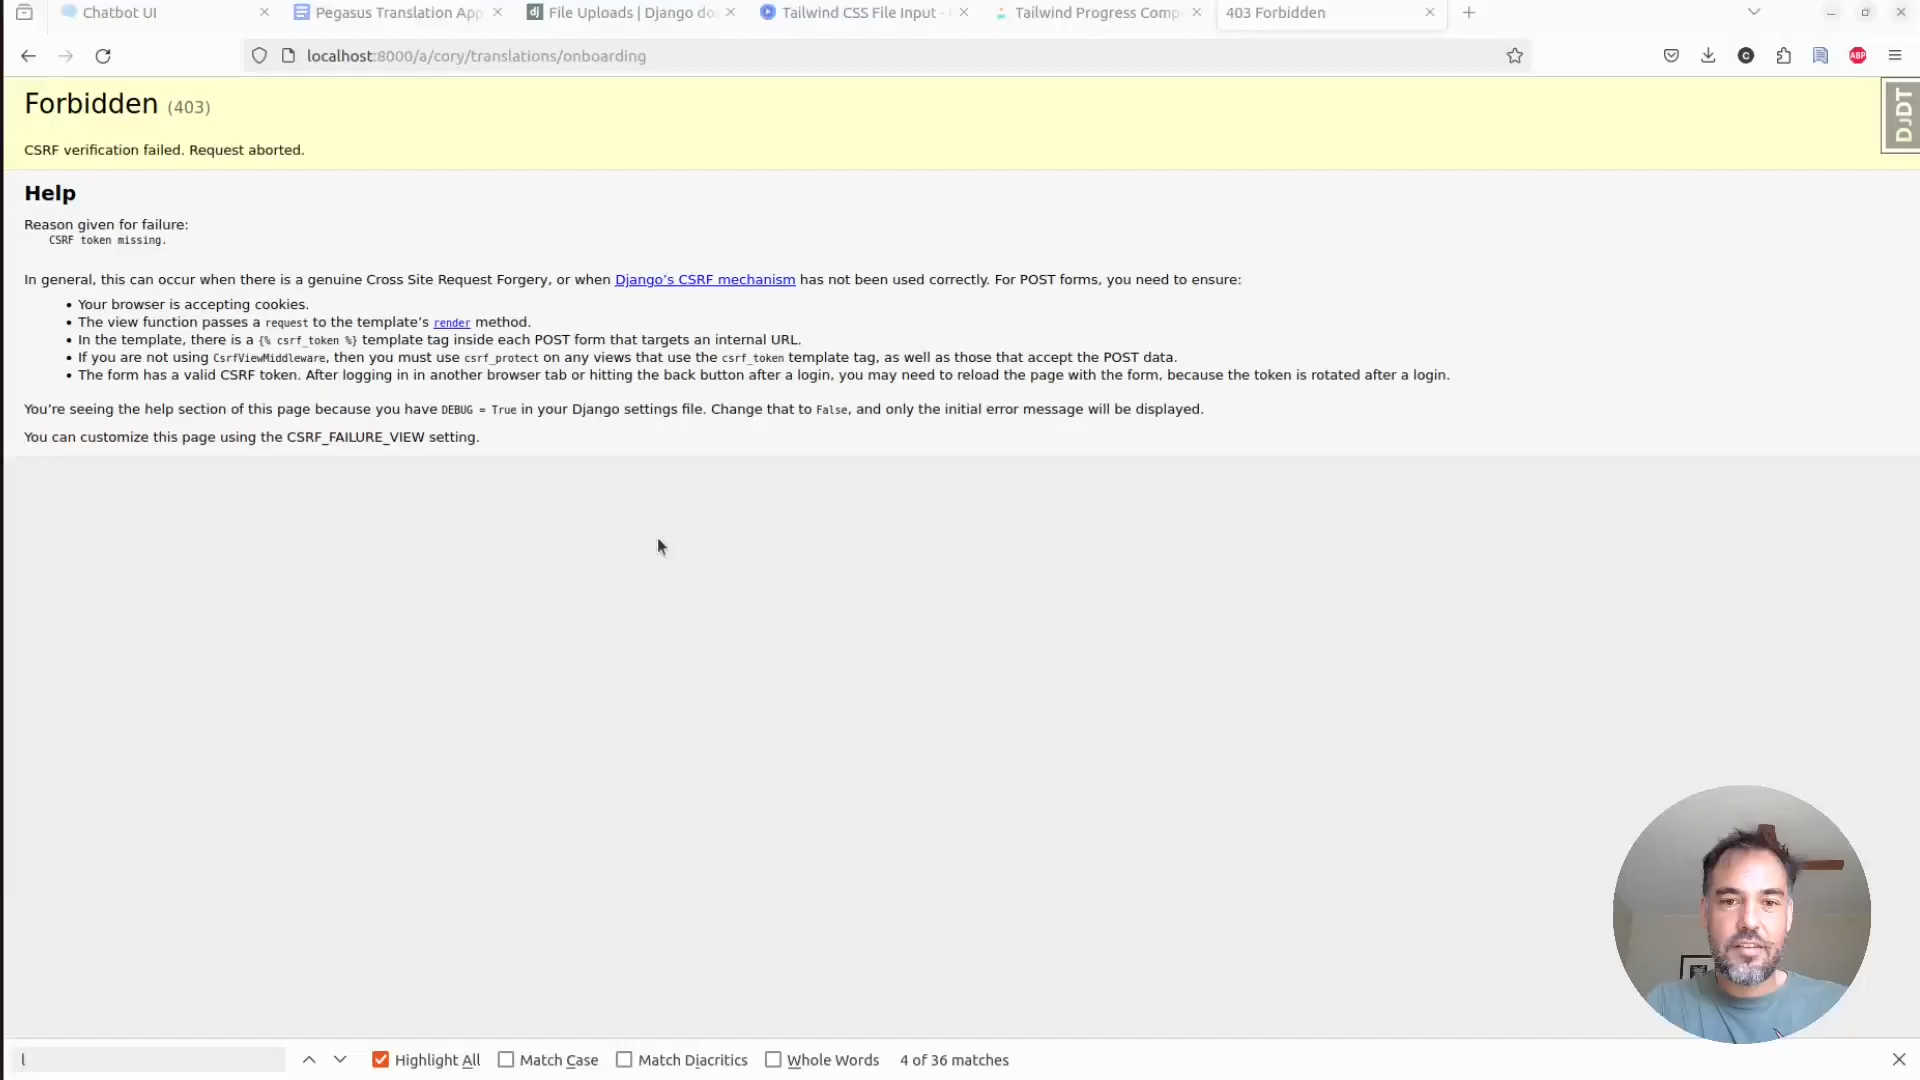 Chatbot UI
Pegasus Translation App
File Uploads | Django do
Tailwind CSS File Input -
Tailwind Progress Comp
403 Forbidden
localhost:8000/a/cory/translations/onboarding
C
ABP
Forbidden (403)
DJDT
CSRF verification failed. Request aborted.
Help
Reason given for failure:
CSRF token missing.
In general, this can occur when there is a genuine Cross Site Request Forgery, or when Django’s CSRF mechanism has not been used correctly. For POST forms, you need to ensure:
• Your browser is accepting cookies.
• The view function passes a request to the template’s render method.
• In the template, there is a {% csrf_token %} template tag inside each POST form that targets an internal URL.
• If you are not using CsrfViewMiddleware, then you must use csrf_protect on any views that use the csrf_token template tag, as well as those that accept the POST data.
• The form has a valid CSRF token. After logging in in another browser tab or hitting the back button after a login, you may need to reload the page with the form, because the token is rotated after a login.
You’re seeing the help section of this page because you have DEBUG = True in your Django settings file. Change that to False, and only the initial error message will be displayed.
You can customize this page using the CSRF_FAILURE_VIEW setting.
l
Highlight All
Match Case
Match Diacritics
Whole Words
4 of 36 matches